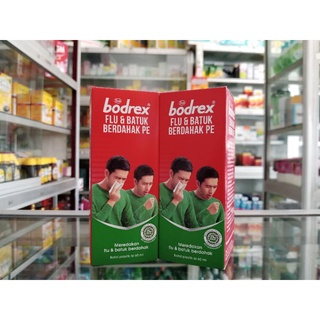 bodrex
FLU & BATUK
BERDAHAK PE
Meredakan
flu & batuk berdahak
bodrex
FLU & BATUK
BERDAHAK PE
Meredakan
flu & batuk berdahak